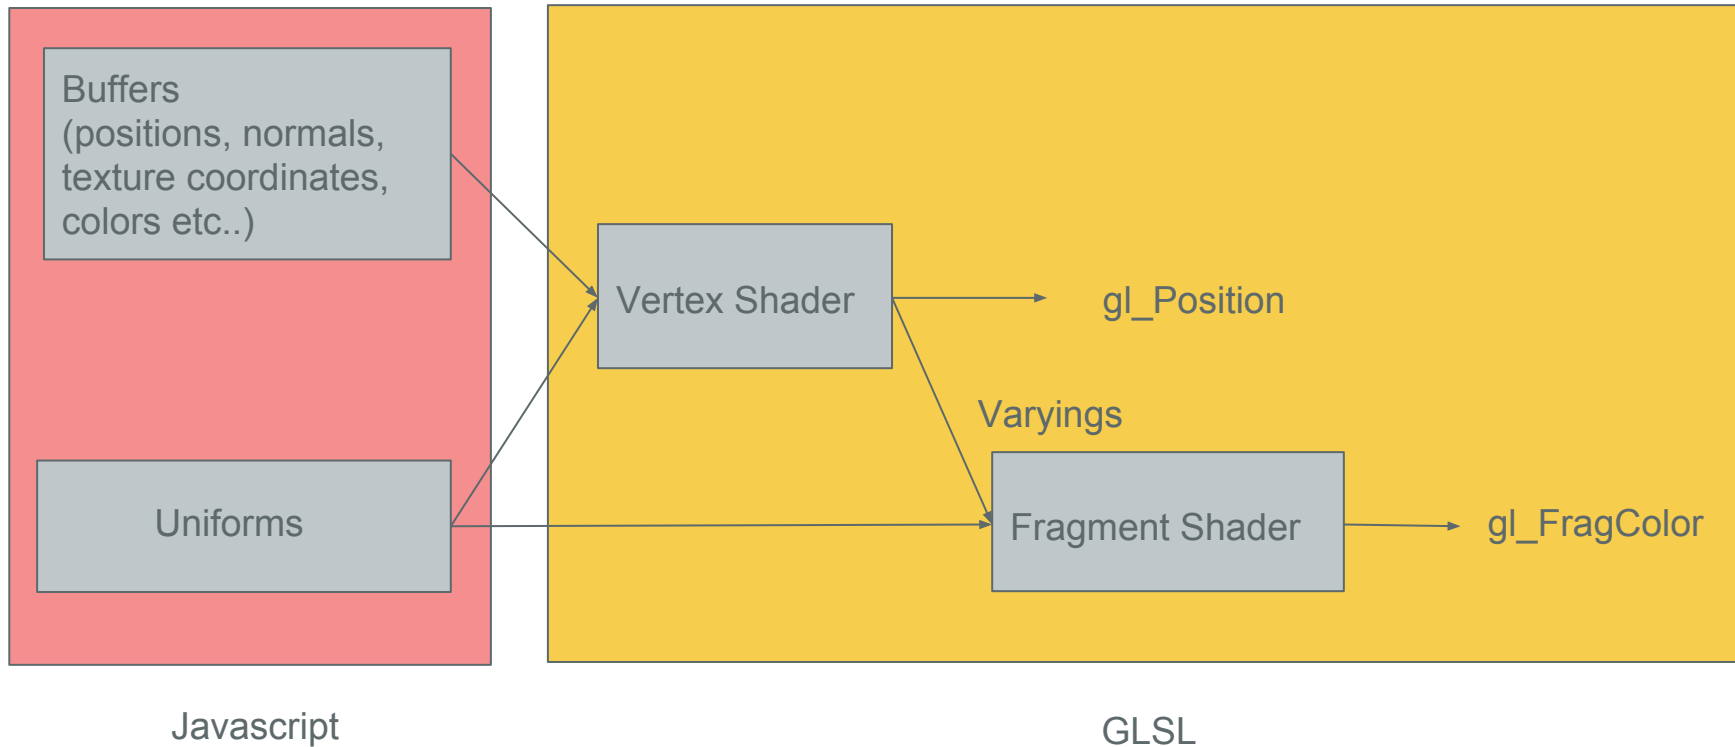 Buffers
(positions, normals,
texture coordinates,
colors etc..)
Vertex Shader
gl_Position
Varyings
Uniforms
Fragment Shader
gl_FragColor
Javascript
GLSL